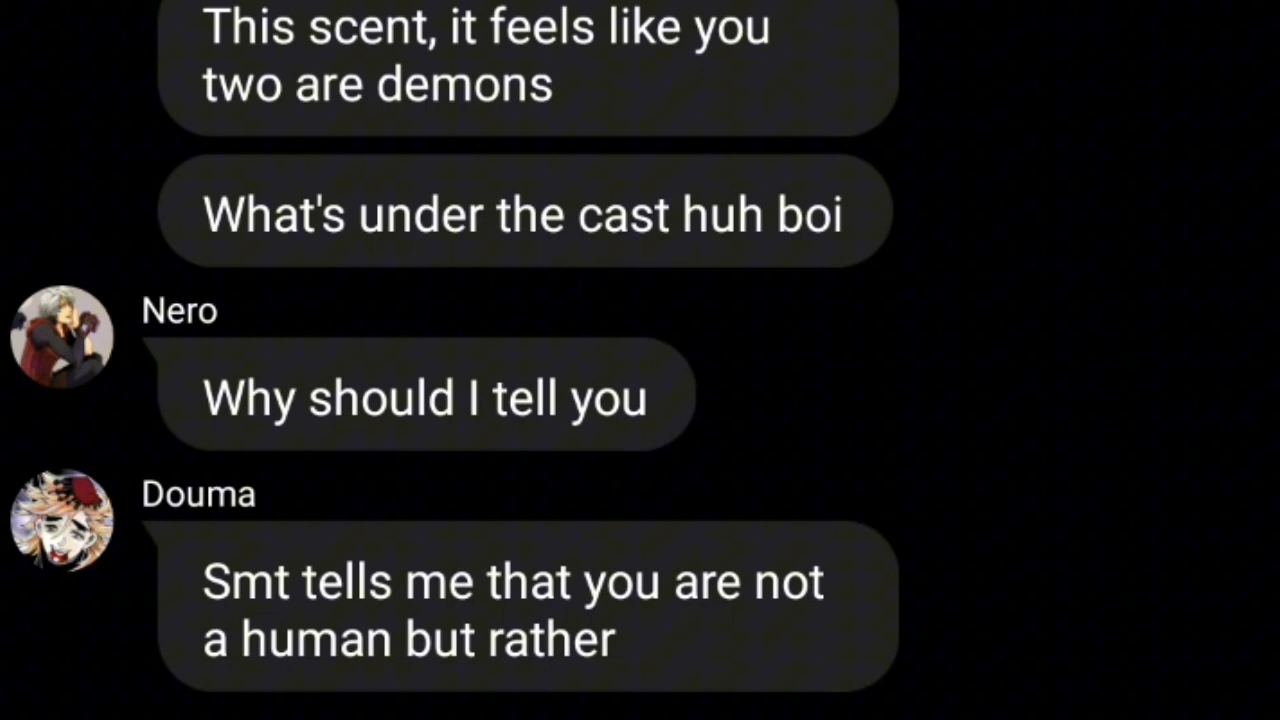 This scent, it feels like you
two are demons
What's under the cast huh boi
Nero
Why should I tell you
Douma
Smt tells me that you are not
a human but rather